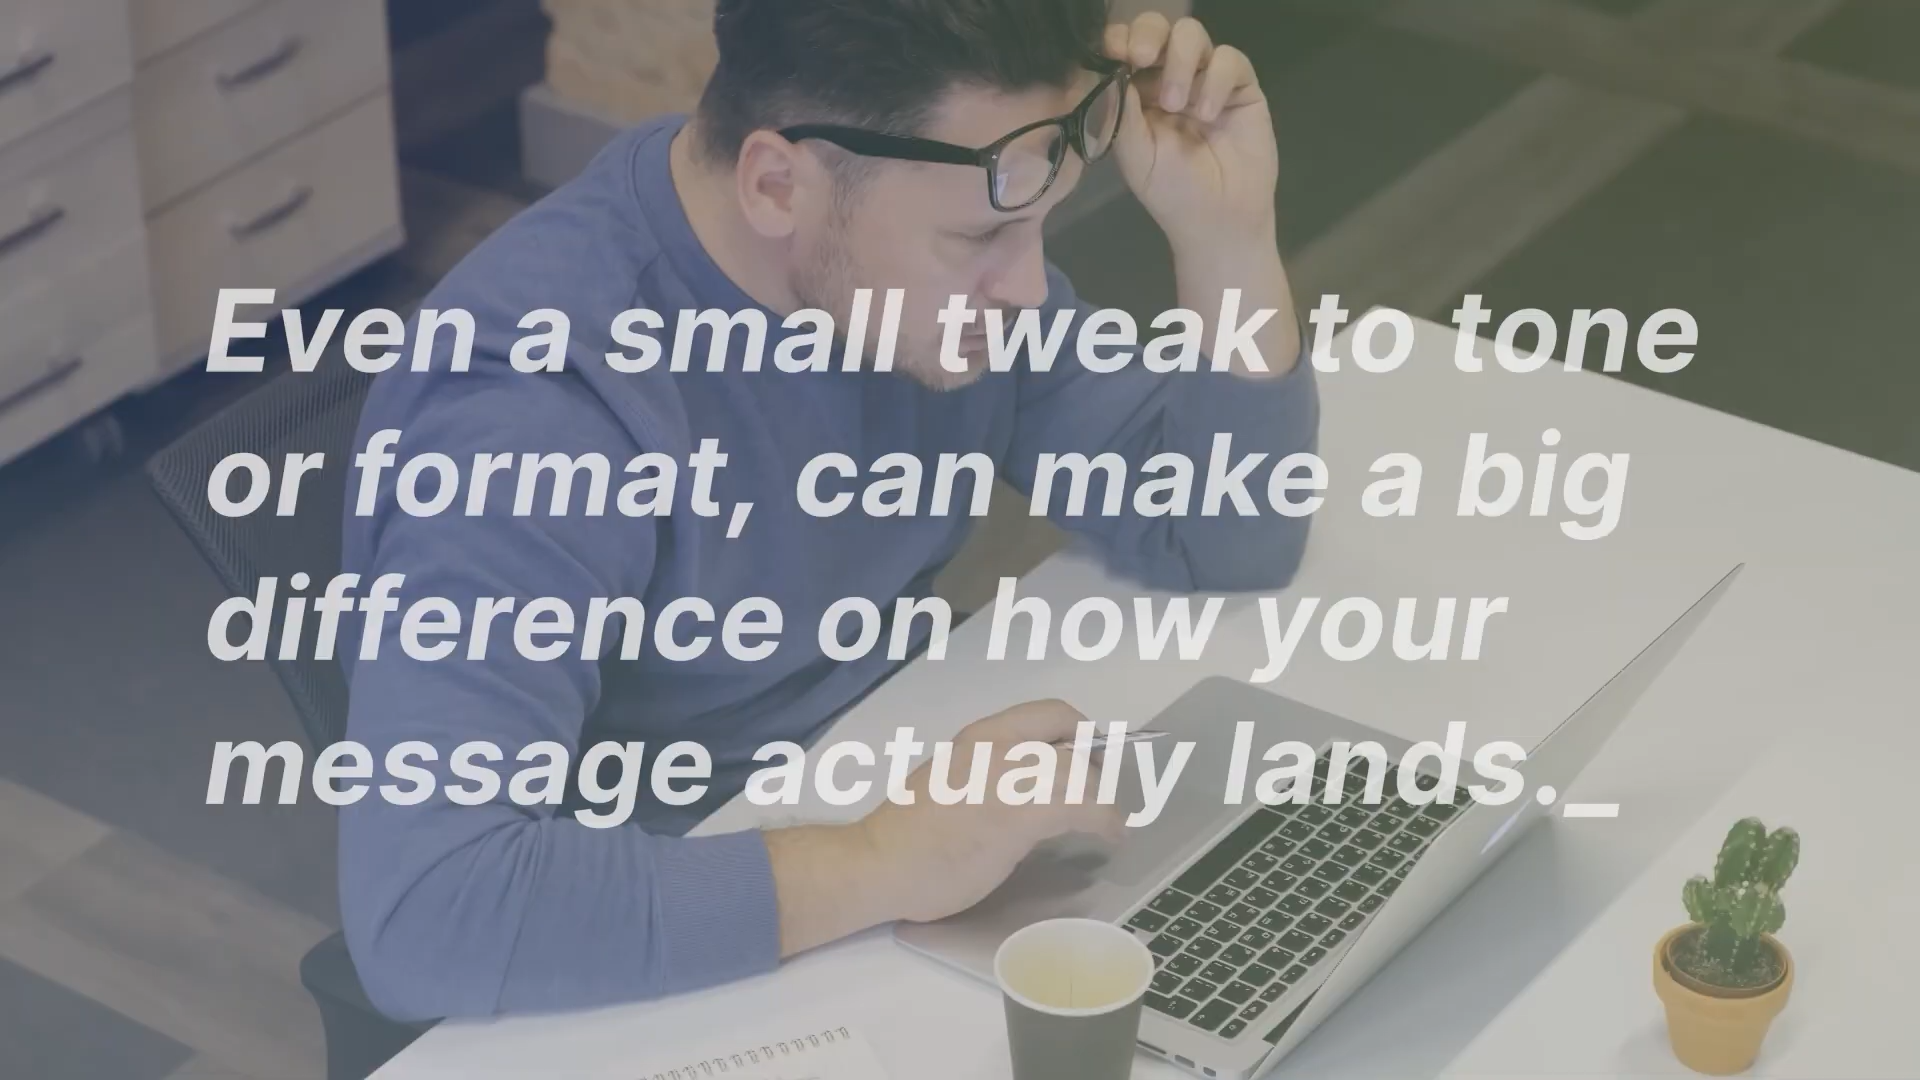 Even a small tweak to tone
or format, can make a big
difference on how your
message actually lands._